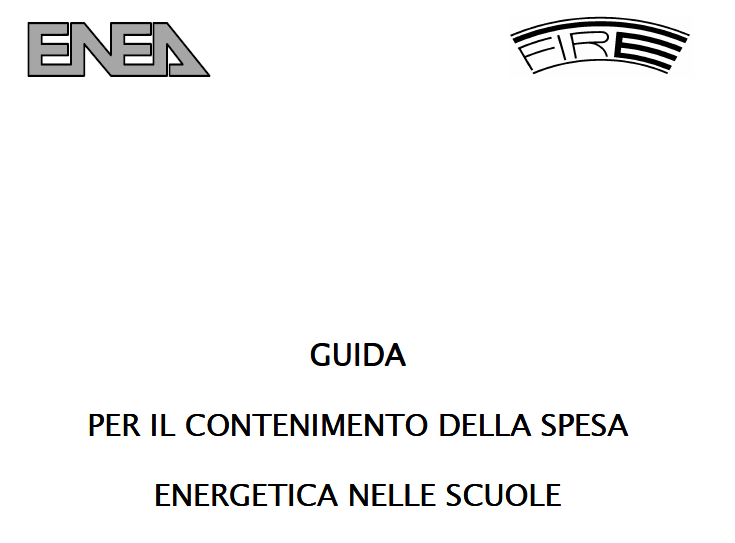 ENEA
FIRE
GUIDA
PER IL CONTENIMENTO DELLA SPESA
ENERGETICA NELLE SCUOLE